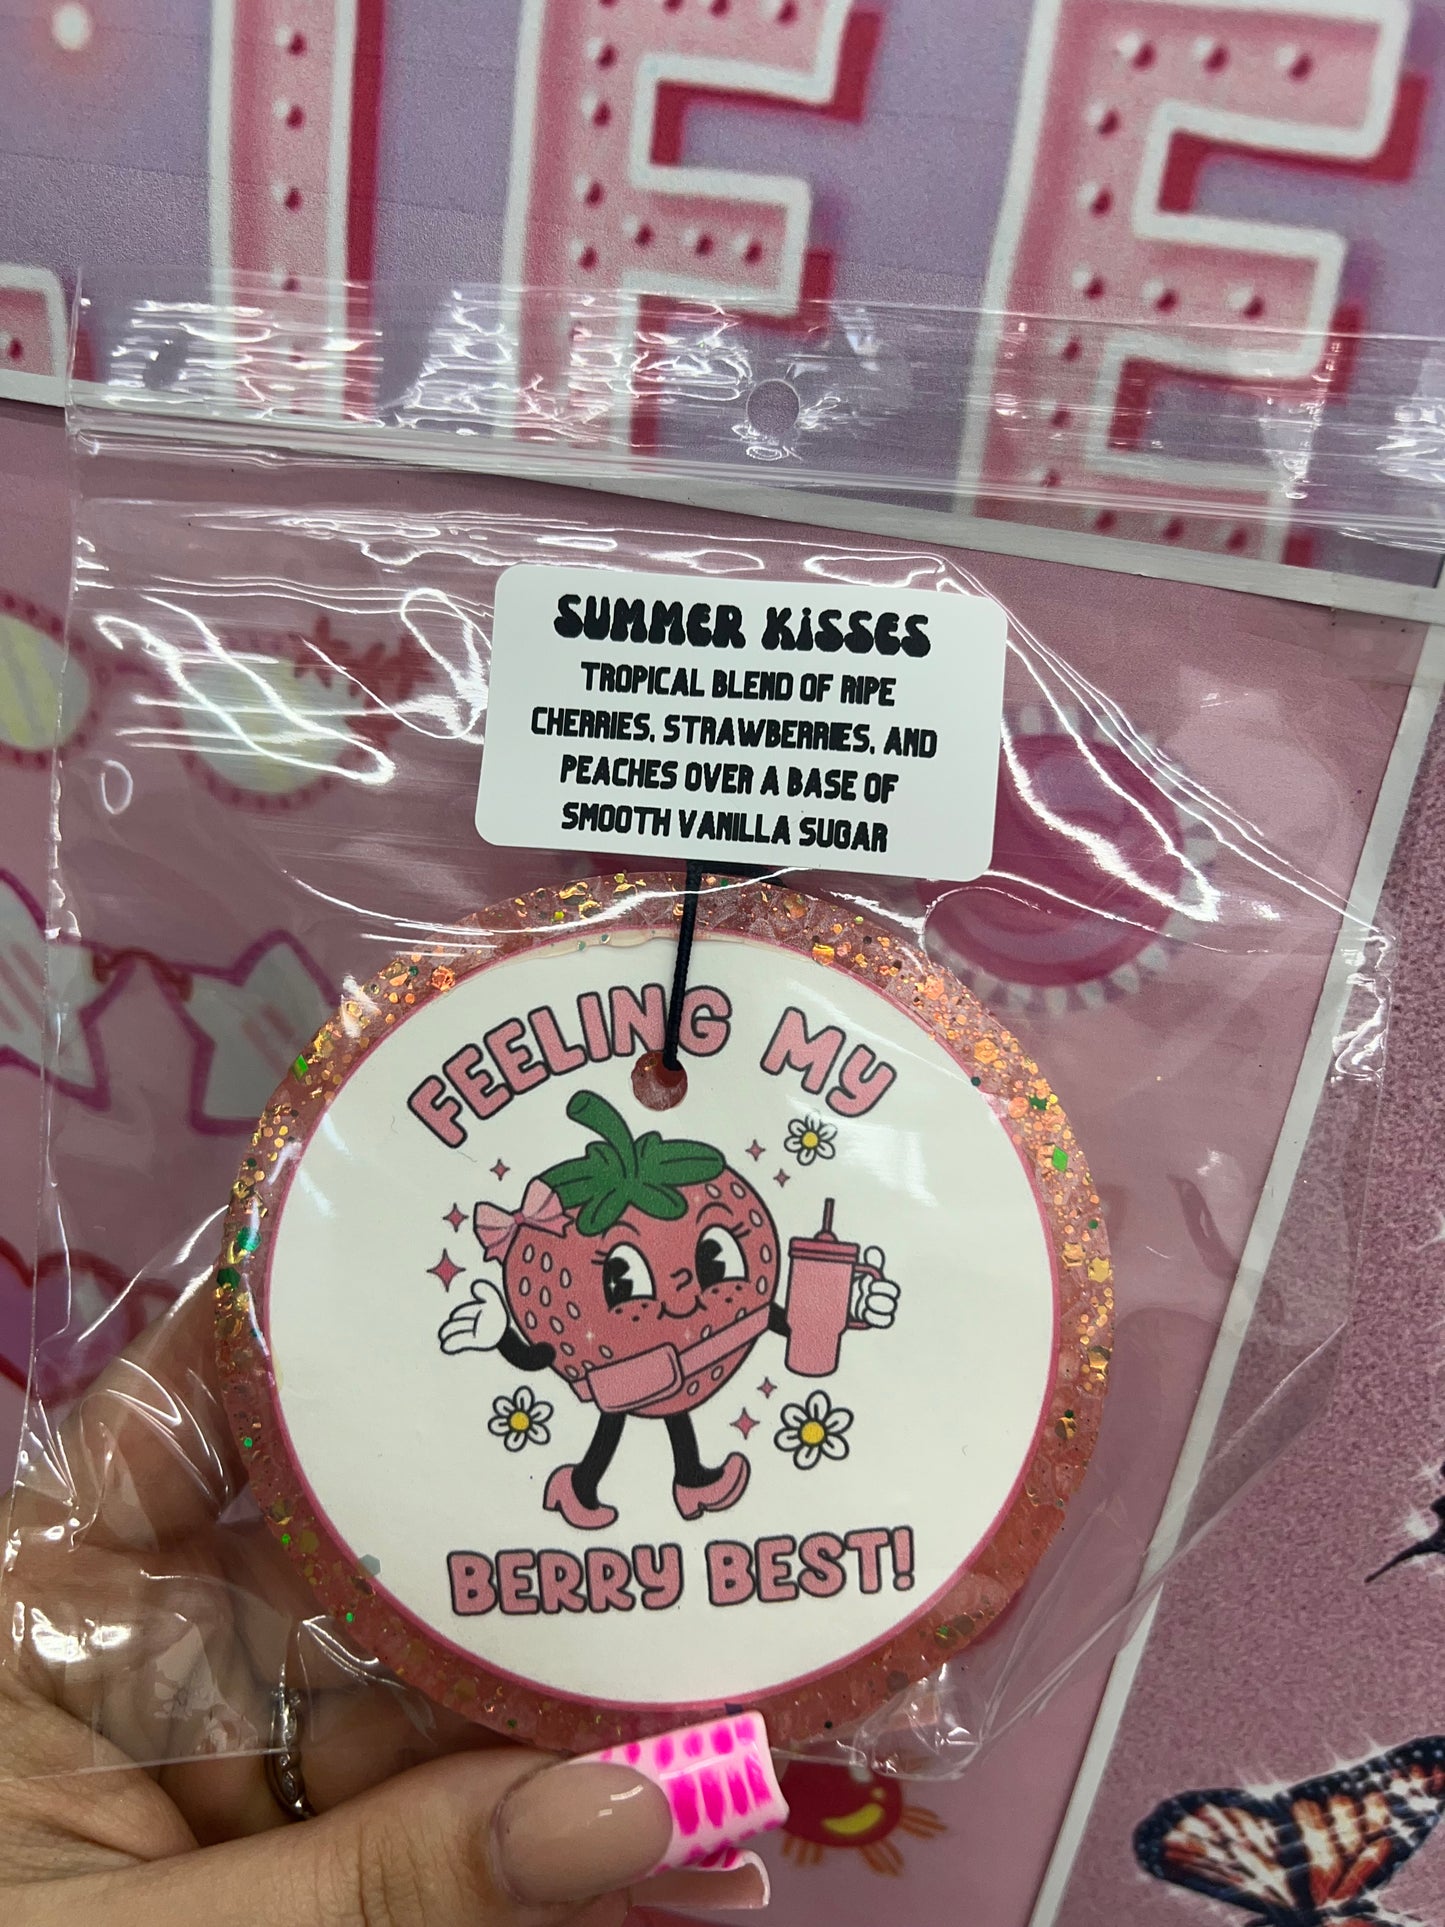 IFE
SUMMER KISSES
TROPICAL BLEND OF RIPE
CHERRIES, STRAWBERRIES, AND
PEACHES OVER A BASE OF
SMOOTH VANILLA SUGAR
FEELING MY
BERRY BEST!